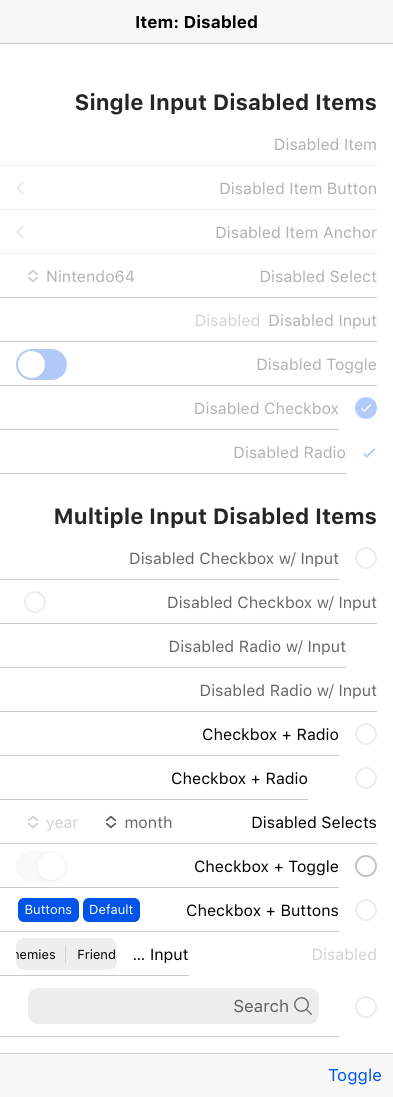 Item: Disabled
Single Input Disabled Items
Disabled Item
Disabled Item Button
Disabled Item Anchor
Disabled Select Nintendo64
Disabled Input Disabled
Disabled Toggle
Disabled Checkbox
Disabled Radio
Multiple Input Disabled Items
Disabled Checkbox w/ Input
Disabled Checkbox w/ Input
Disabled Radio w/ Input
Disabled Radio w/ Input
Checkbox + Radio
Checkbox + Radio
Disabled Selects month year
Checkbox + Toggle
Checkbox + Buttons Default Buttons
Disabled Input ... Friend nemies
Search
Toggle